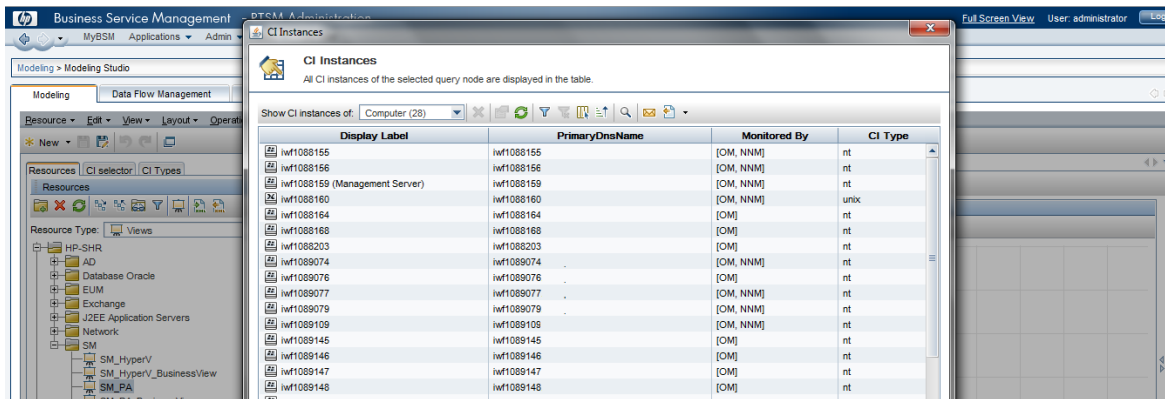 Business Service Management - RTSM Administration
Full Screen View User: administrator Log
MyBSM Applications Admin
CI Instances
Modeling > Modeling Studio
CI Instances
All CI instances of the selected query node are displayed in the table.
Modeling Data Flow Management
Show CI instances of: Computer (28)
Resource Edit View Layout Operati
New
Display Label PrimaryDnsName Monitored By CI Type
iwf1088155 iwf1088155 [OM, NNM] nt
iwf1088156 iwf1088156 [OM, NNM] nt
iwf1088159 (Management Server) iwf1088159 [OM, NNM] nt
iwf1088160 iwf1088160 [OM, NNM] unix
iwf1088164 iwf1088164 [OM] nt
iwf1088168 iwf1088168 [OM] nt
iwf1088203 iwf1088203 [OM] nt
iwf1089074 iwf1089074 [OM, NNM] nt
iwf1089076 iwf1089076 [OM] nt
iwf1089077 iwf1089077 [OM, NNM] nt
iwf1089079 iwf1089079 [OM, NNM] nt
iwf1089109 iwf1089109 [OM, NNM] nt
iwf1089145 iwf1089145 [OM] nt
iwf1089146 iwf1089146 [OM] nt
iwf1089147 iwf1089147 [OM] nt
iwf1089148 iwf1089148 [OM] nt
Resources CI selector CI Types
Resources
Resource Type: Views
HP-SHR
AD
Database Oracle
EUM
Exchange
J2EE Application Servers
Network
SM
SM_HyperV
SM_HyperV_BusinessView
SM_PA